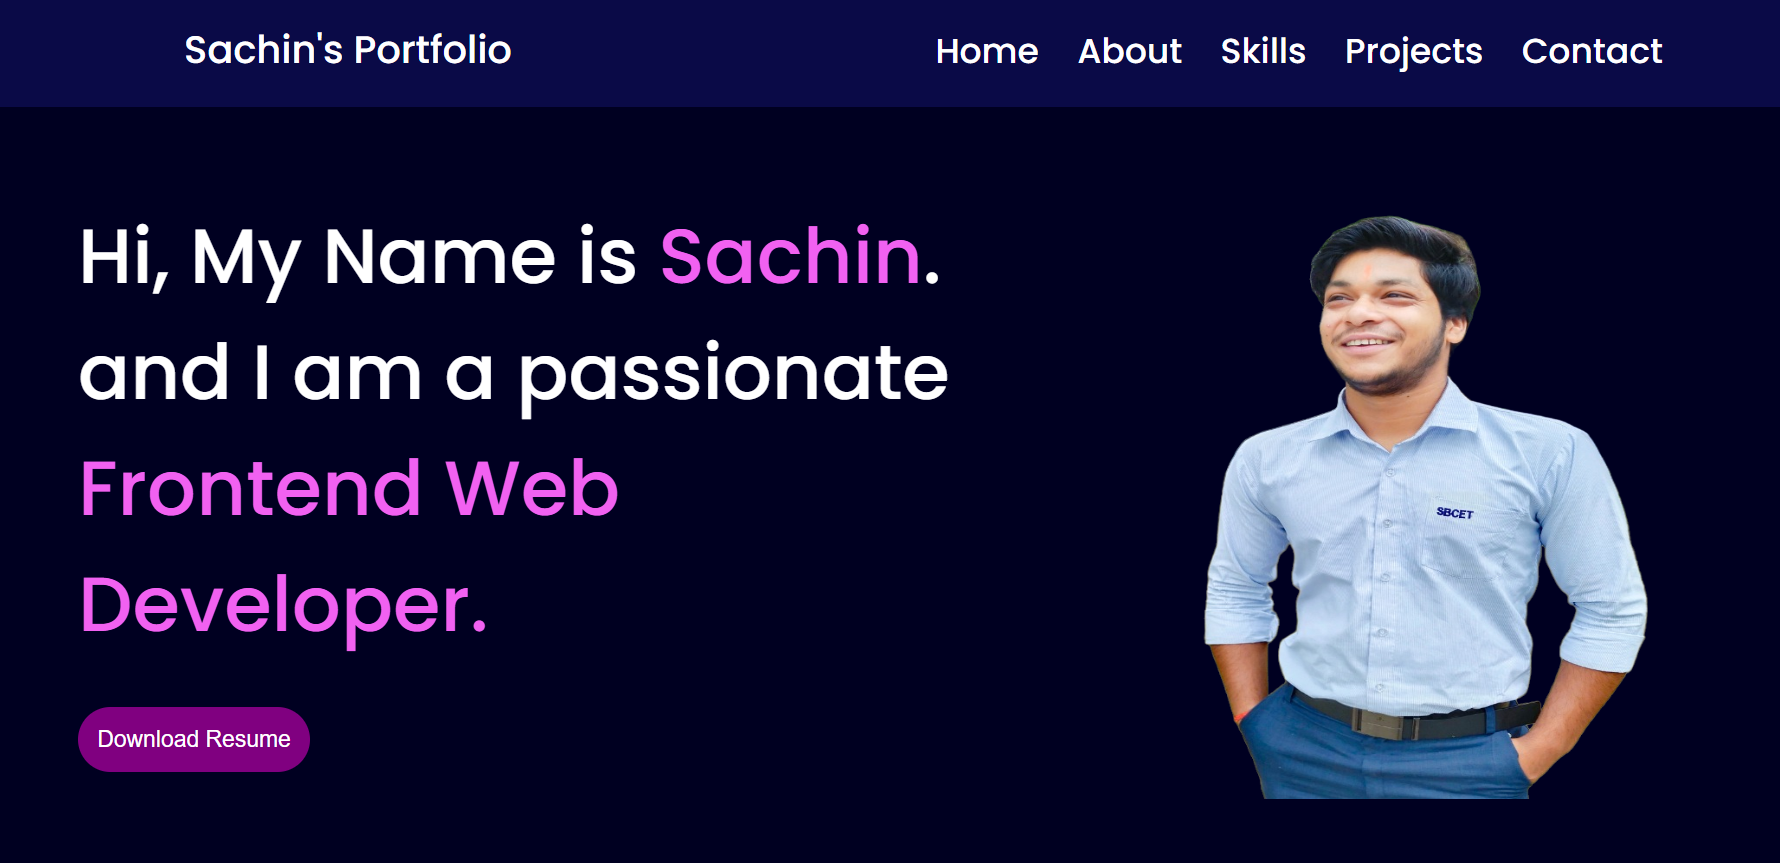 Sachin's Portfolio
Home About Skills Projects Contact
Hi, My Name is Sachin.
and I am a passionate
Frontend Web
Developer.
SBCET
Download Resume